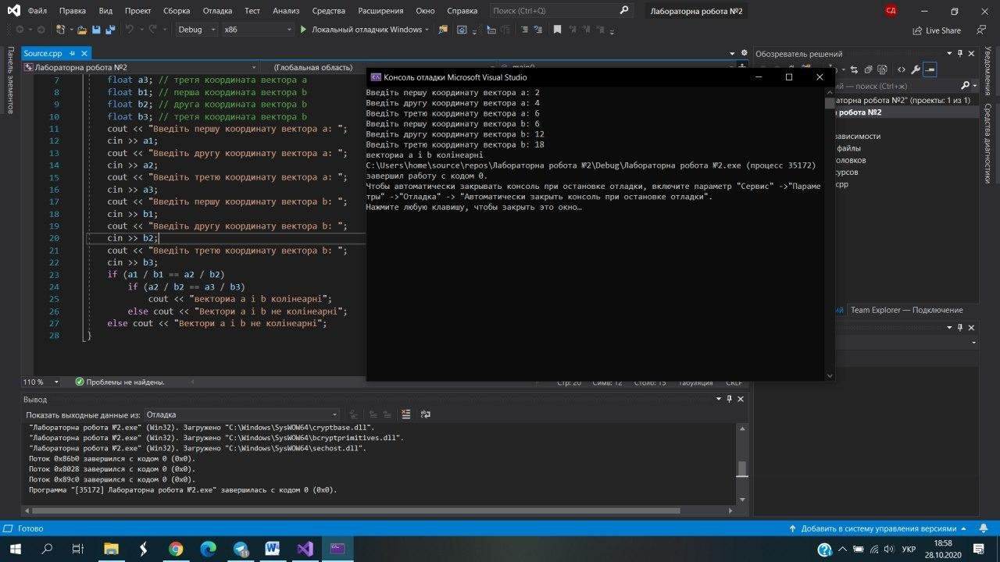 Файл Правка Вид Проект Сборка Отладка Тест Анализ Средства Расширения Окно Справка Поиск (Ctrl+Q) Лабораторна робота №2 СД
Debug x86 Локальный отладчик Windows Live Share
Панель элементов
Source.cpp
Лабораторна робота №2 (Глобальная область) main()
7 float a3; // третя координата вектора а
8 float b1; // перша координата вектора b
9 float b2; // друга координата вектора b
10 float b3; // третя координата вектора b
11 cout << "Введіть першу координату вектора а: ";
12 cin >> a1;
13 cout << "Введіть другу координату вектора а: ";
14 cin >> a2;
15 cout << "Введіть третю координату вектора а: ";
16 cin >> a3;
17 cout << "Введіть першу координату вектора b: ";
18 cin >> b1;
19 cout << "Введіть другу координату вектора b: ";
20 cin >> b2;
21 cout << "Введіть третю координату вектора b: ";
22 cin >> b3;
23 if (a1 / b1 == a2 / b2)
24 if (a2 / b2 == a3 / b3)
25 cout << "векториа а і b колінеарні";
26 else cout << "Вектори а і b не колінеарні";
27 else cout << "Вектори а і b не колінеарні";
28 }
110 % Проблемы не найдены. Стр: 20 Симв: 12 Столб: 15 Табуляция CRLF
Консоль отладки Microsoft Visual Studio
Введіть першу координату вектора а: 2
Введіть другу координату вектора а: 4
Введіть третю координату вектора а: 6
Введіть першу координату вектора b: 6
Введіть другу координату вектора b: 12
Введіть третю координату вектора b: 18
векториа а і b колінеарні
C:\Users\home\source\repos\Лабораторна робота №2\Debug\Лабораторна робота №2.exe (процесс 35172)
завершил работу с кодом 0.
Чтобы автоматически закрывать консоль при остановке отладки, включите параметр "Сервис" ->"Параме
тры" ->"Отладка" -> "Автоматически закрыть консоль при остановке отладки".
Нажмите любую клавишу, чтобы закрыть это окно…
Обозреватель решений
— поиск (Ctrl+ж)
аторна робота №2" (проекты: 1 из 1)
робота №2
ависимости
файлы
оловков
урсов
cpp
Team Explorer — Подключение
Уведомления
Средства диагностики
Вывод
Показать выходные данные из: Отладка
"Лабораторна робота №2.exe" (Win32). Загружено "C:\Windows\SysWOW64\cryptbase.dll".
"Лабораторна робота №2.exe" (Win32). Загружено "C:\Windows\SysWOW64\bcryptprimitives.dll".
"Лабораторна робота №2.exe" (Win32). Загружено "C:\Windows\SysWOW64\sechost.dll".
Поток 0x86b0 завершился с кодом 0 (0x0).
Поток 0x8028 завершился с кодом 0 (0x0).
Поток 0x89c0 завершился с кодом 0 (0x0).
Программа "[35172] Лабораторна робота №2.exe" завершилась с кодом 0 (0x0).
Готово Добавить в систему управления версиями
11 УКР 18:58
28.10.2020